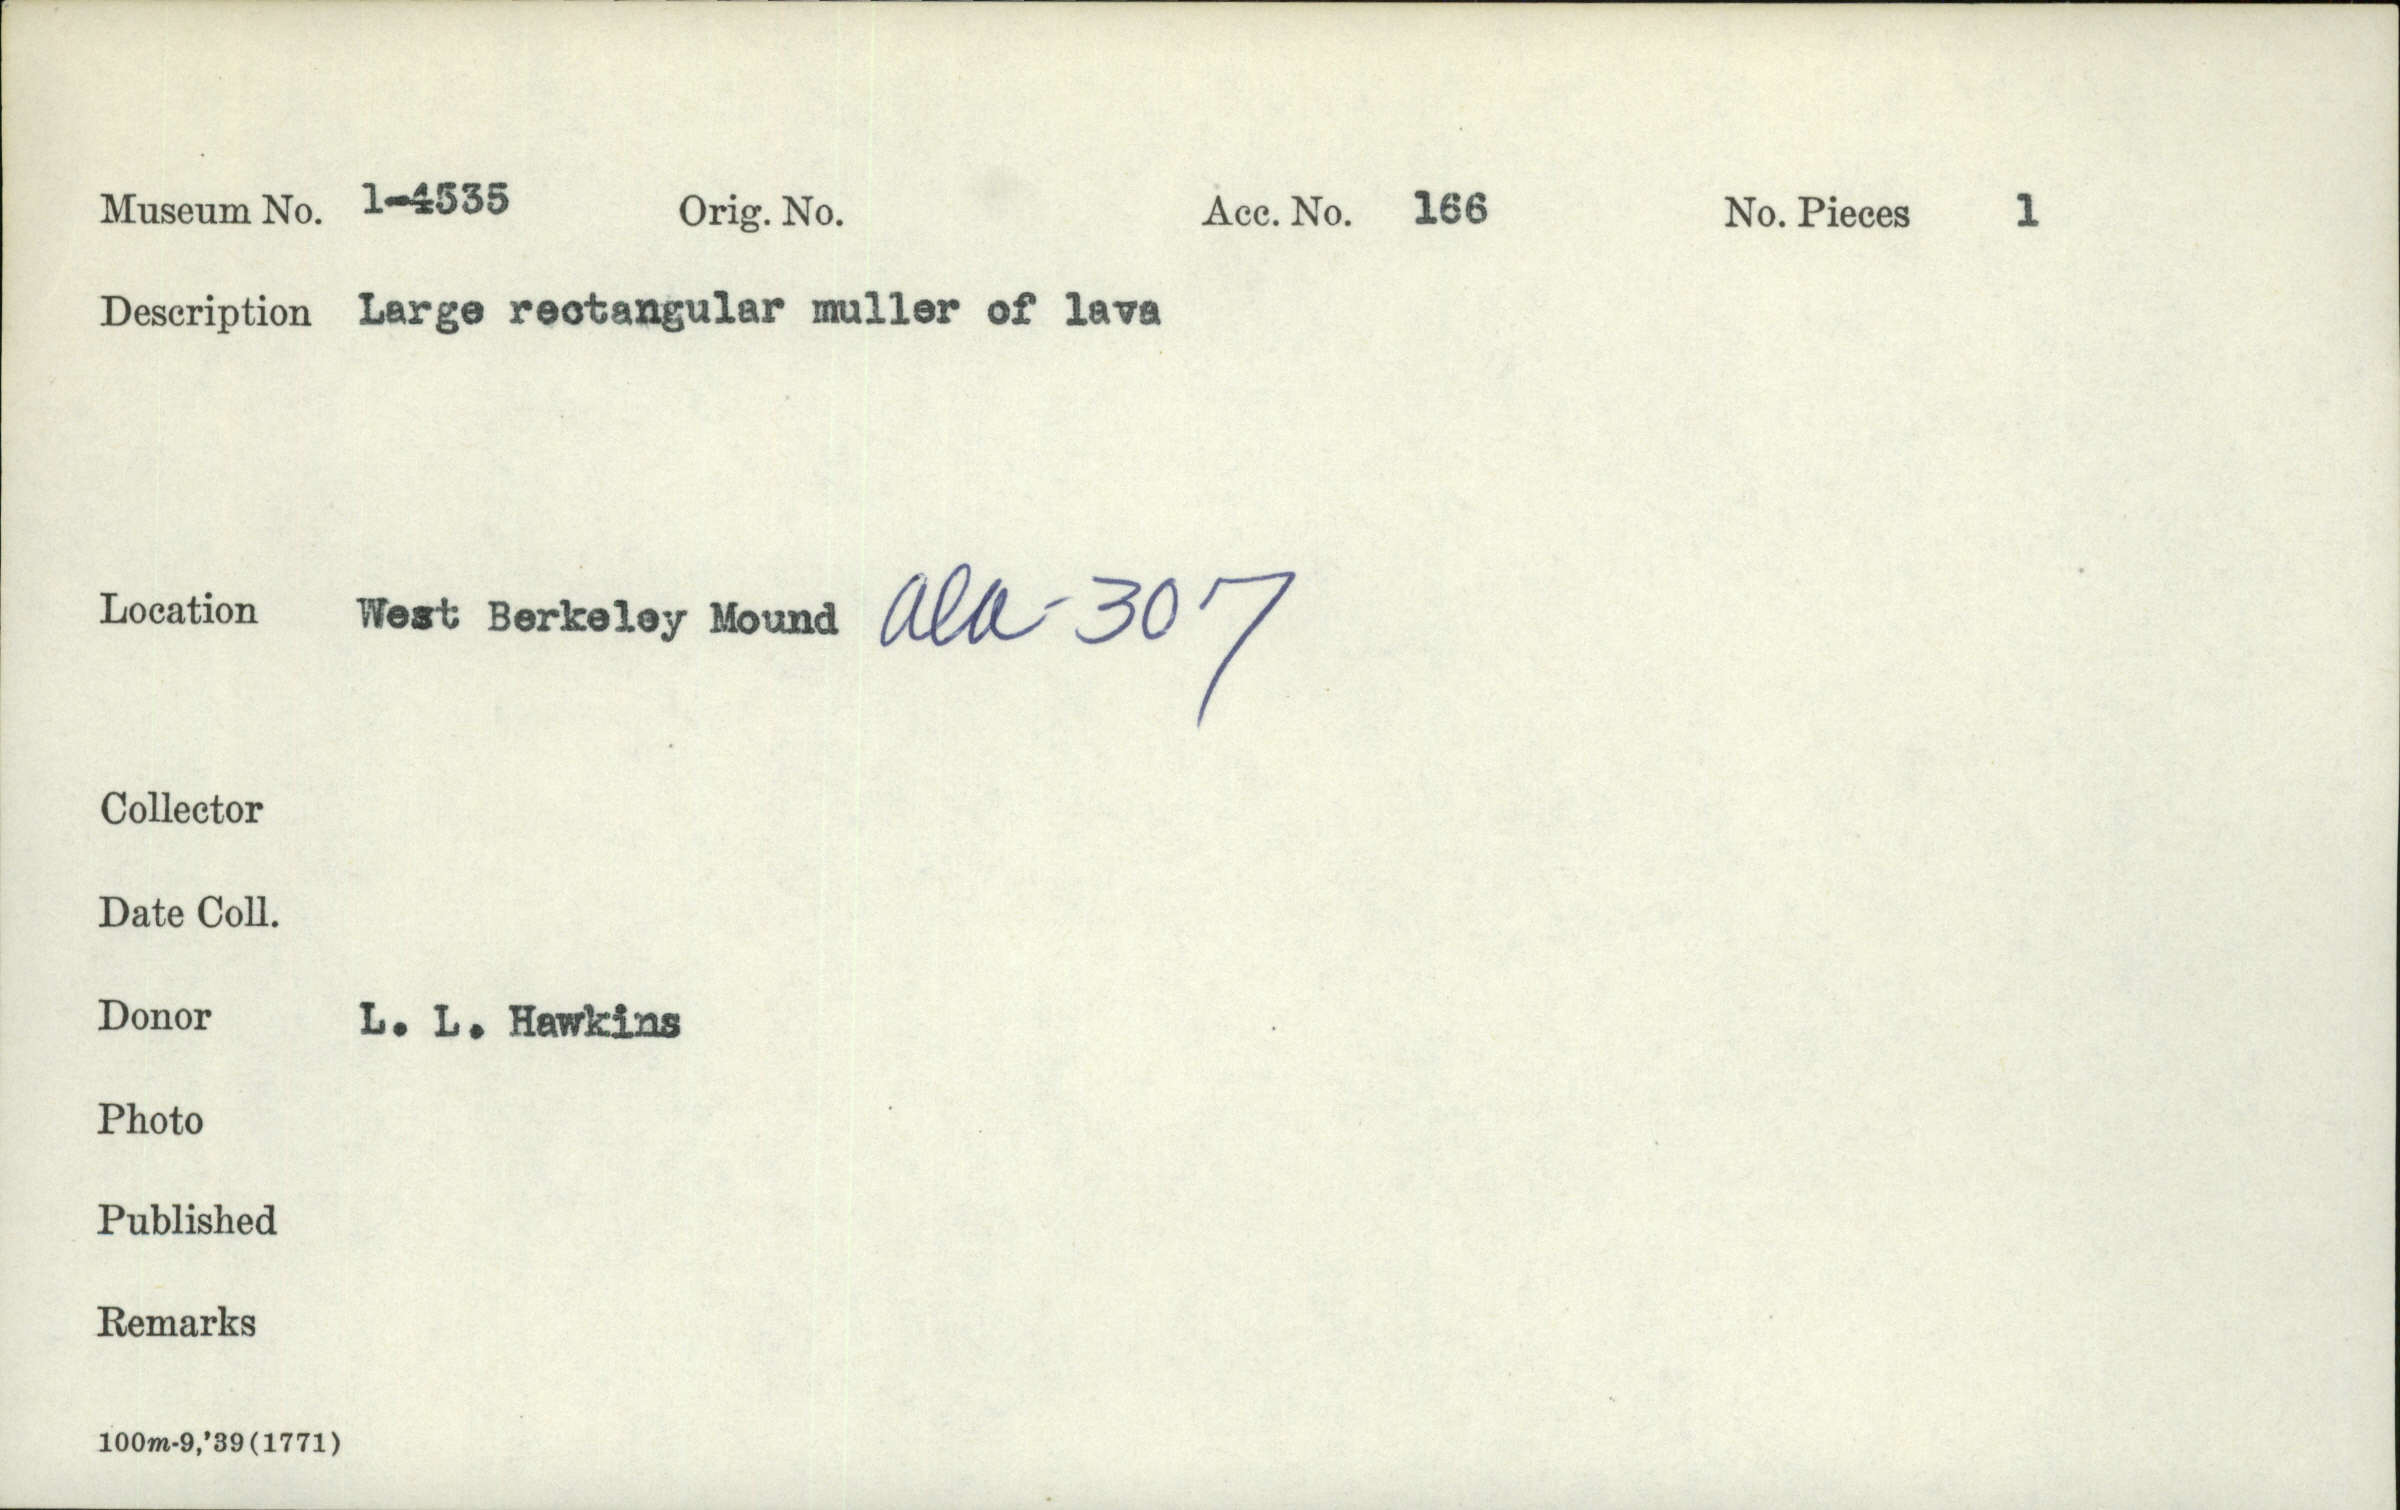 Museum No. 1-4535 Orig. No. Acc. No. 166 No. Pieces 1
Description Large rectangular muller of lava
Location West Berkeley Mound Ala-307
Collector
Date Coll.
Donor L. L. Hawkins
Photo
Published
Remarks
100m-9,'39(1771)